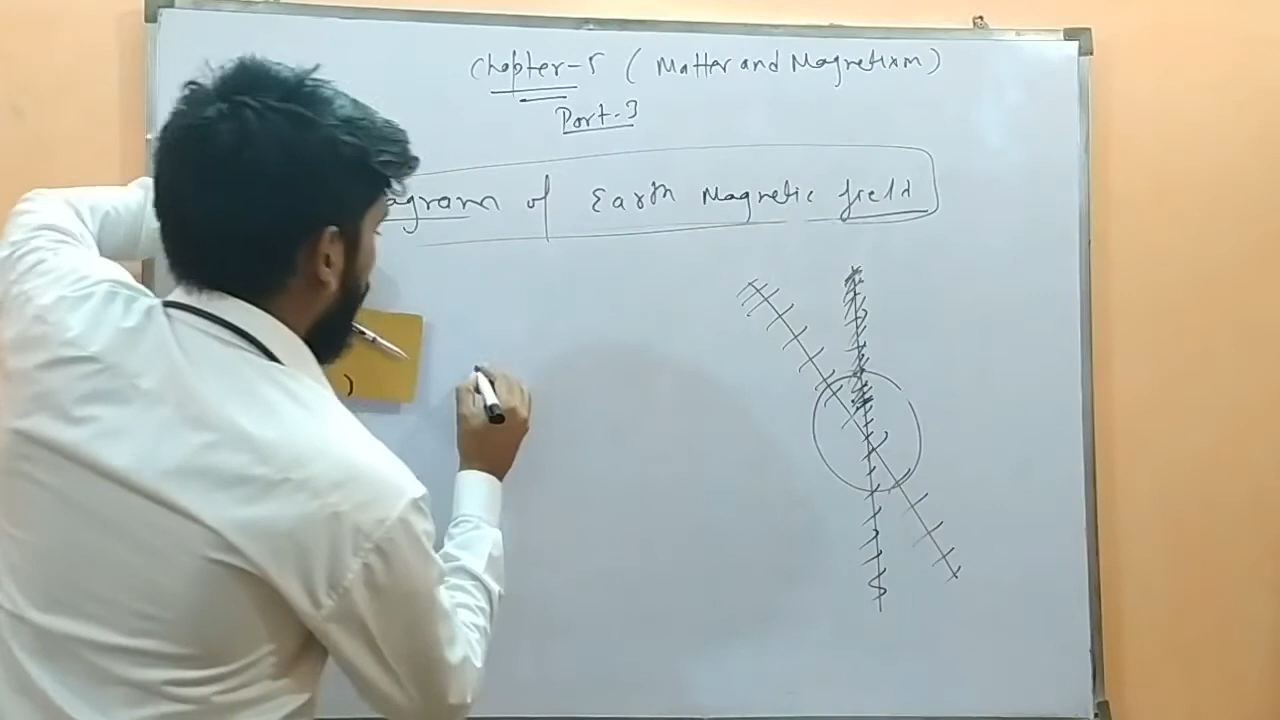 Chapter-5 (Matter and Magnetism)
Part-3
agram of Earth Magnetic field
)